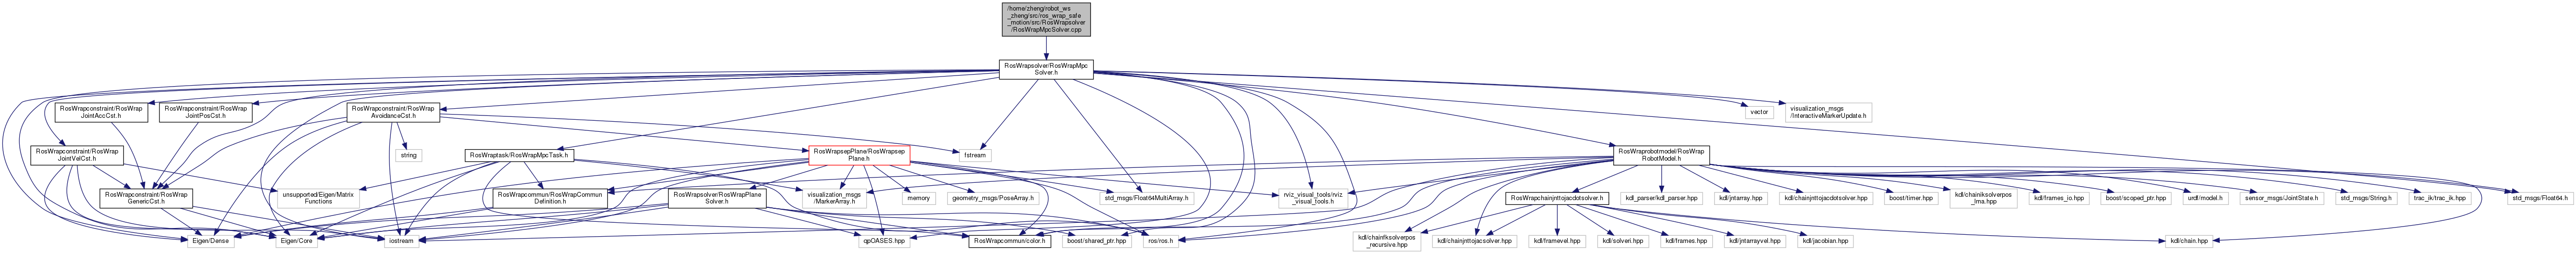 /home/zheng/robot_ws
_zheng/src/ros_wrap_safe
_motion/src/RosWrapsolver
/RosWrapMpcSolver.cpp
RosWrapsolver/RosWrapMpc
Solver.h
RosWrapconstraint/RosWrap
JointAccCst.h
RosWrapconstraint/RosWrap
JointPosCst.h
RosWrapconstraint/RosWrap
AvoidanceCst.h
vector
visualization_msgs
/InteractiveMarkerUpdate.h
RosWrapconstraint/RosWrap
JointVelCst.h
string
RosWraptask/RosWrapMpcTask.h
RosWrapsepPlane/RosWrapsep
Plane.h
fstream
RosWraprobotmodel/RosWrap
RobotModel.h
RosWrapconstraint/RosWrap
GenericCst.h
unsupported/Eigen/Matrix
Functions
RosWrapcommun/RosWrapCommun
Definition.h
RosWrapsolver/RosWrapPlane
Solver.h
visualization_msgs
/MarkerArray.h
memory
geometry_msgs/PoseArray.h
std_msgs/Float64MultiArray.h
rviz_visual_tools/rviz
_visual_tools.h
RosWrapchainjnttojacdotsolver.h
kdl_parser/kdl_parser.hpp
kdl/jntarray.hpp
kdl/chainjnttojacdotsolver.hpp
boost/timer.hpp
kdl/chainiksolverpos
_lma.hpp
kdl/frames_io.hpp
boost/scoped_ptr.hpp
urdf/model.h
sensor_msgs/JointState.h
std_msgs/String.h
trac_ik/trac_ik.hpp
std_msgs/Float64.h
Eigen/Dense
Eigen/Core
iostream
qpOASES.hpp
RosWrapcommun/color.h
boost/shared_ptr.hpp
ros/ros.h
kdl/chainfksolverpos
_recursive.hpp
kdl/chainjnttojacsolver.hpp
kdl/framevel.hpp
kdl/solveri.hpp
kdl/frames.hpp
kdl/jntarrayvel.hpp
kdl/jacobian.hpp
kdl/chain.hpp